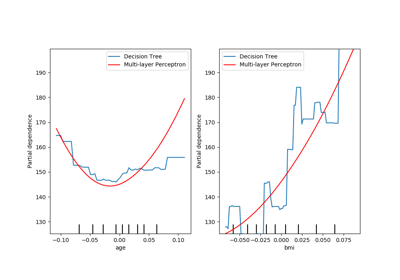 Decision Tree
Multi-layer Perceptron
Partial dependence
190
180
170
160
150
140
130
−0.10 −0.05 0.00 0.05 0.10
age
Decision Tree
Multi-layer Perceptron
Partial dependence
190
180
170
160
150
140
130
−0.050 −0.025 0.000 0.025 0.050 0.075
bmi